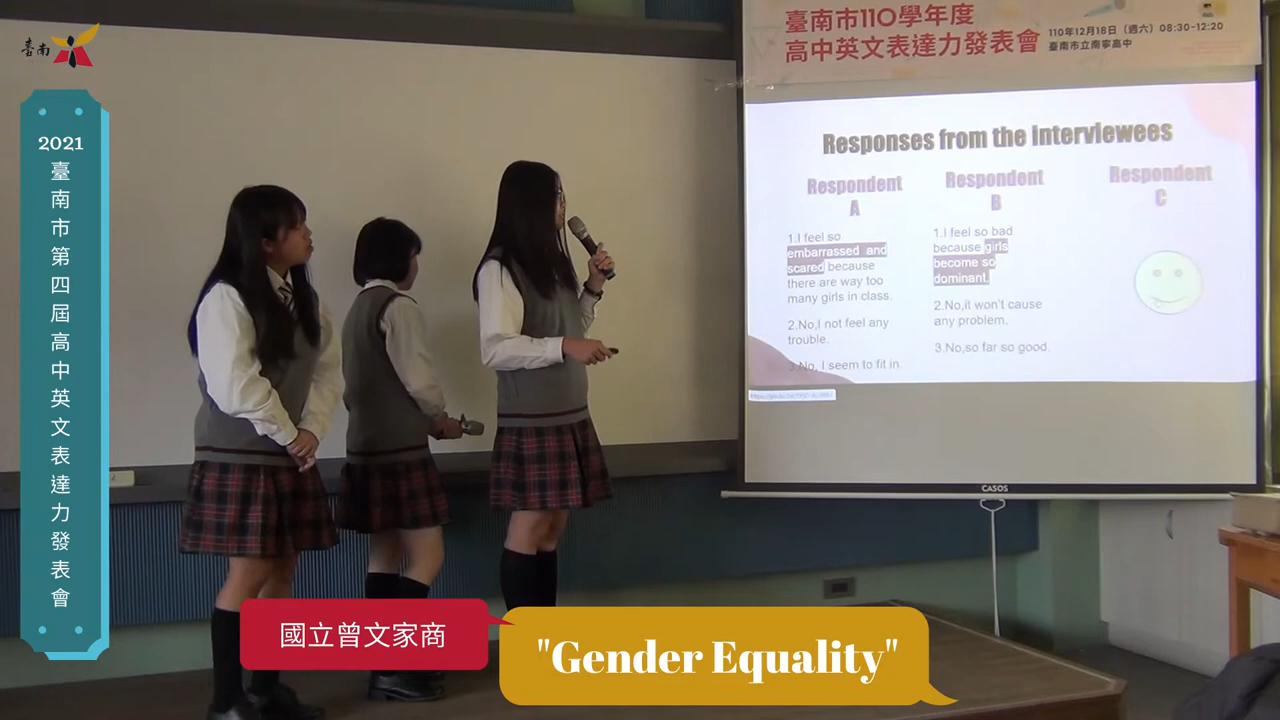 臺南
2021
臺南市第四屆高中英文表達力發表會
臺南市110學年度
高中英文表達力發表會
110年12月18日（週六）08:30-12:20
臺南市立南寧高中
Responses from the interviewees
Respondent
A
1.I feel so
embarrassed and
scared because
there are way too
many girls in class.
2.No,I not feel any
trouble.
3.No, I seem to fit in
Respondent
B
1.I feel so bad
because girls
become so
dominant.
2.No,it won't cause
any problem.
3.No,so far so good.
Respondent
C
CASOS
國立曾文家商
"Gender Equality"